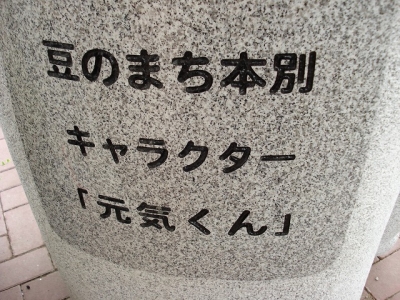 豆のまち本別
キャラクター
「元気くん」